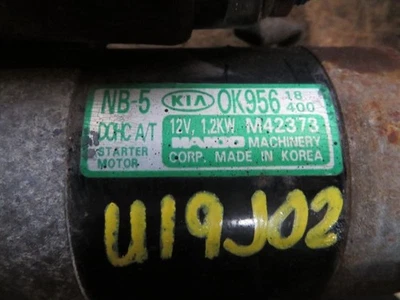 NB-5 KIA OK956 18 400
DOHC A/T 12V, 1.2KW M42373
STARTER MOTOR MANDO MACHINERY
CORP. MADE IN KOREA
U19J02